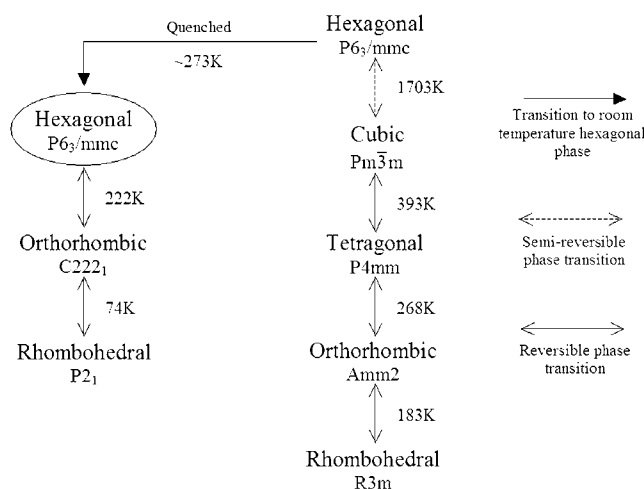 Quenched
~273K
Hexagonal
P6₃/mmc
1703K
Hexagonal
P6₃/mmc
Cubic
Pm3̅m
222K
393K
Orthorhombic
C222₁
Tetragonal
P4mm
74K
268K
Rhombohedral
P2₁
Orthorhombic
Amm2
183K
Rhombohedral
R3m
Transition to room
temperature hexagonal
phase
Semi-reversible
phase transition
Reversible phase
transition